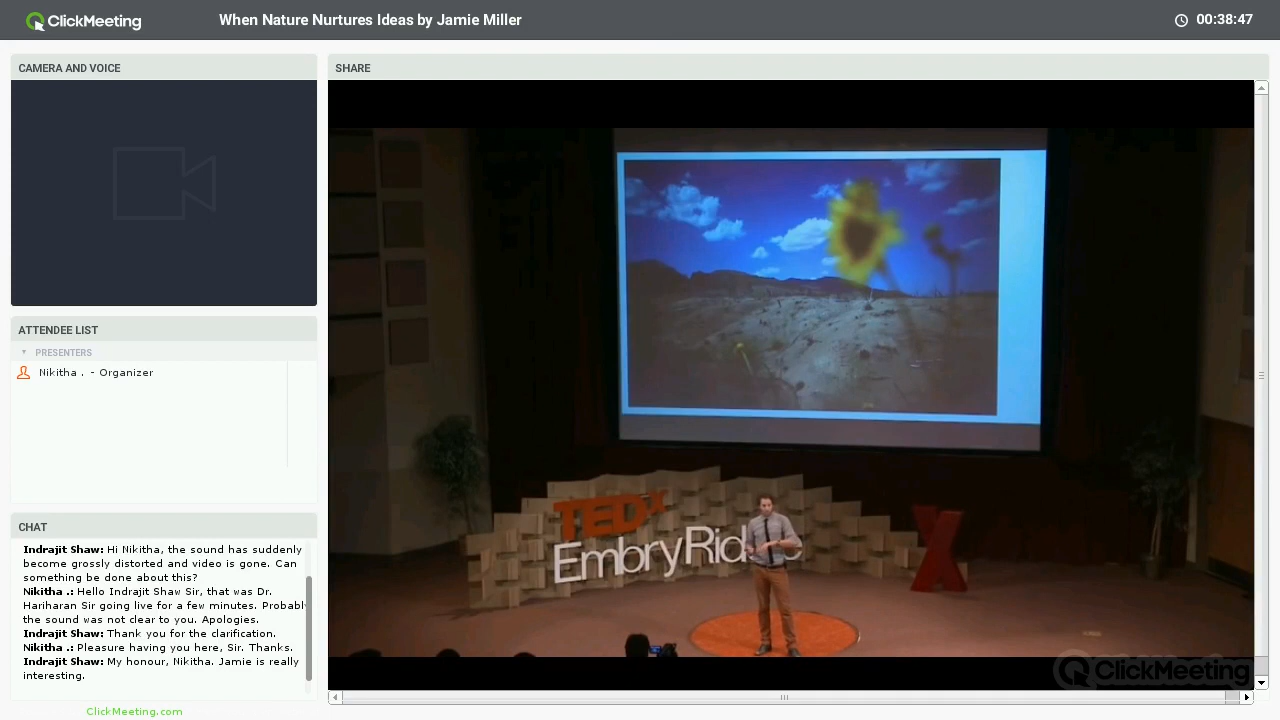 ClickMeeting
When Nature Nurtures Ideas by Jamie Miller
00:38:47
CAMERA AND VOICE
SHARE
ATTENDEE LIST
PRESENTERS
Nikitha . - Organizer
CHAT
Indrajit Shaw: Hi Nikitha, the sound has suddenly
become grossly distorted and video is gone. Can
something be done about this?
Nikitha .: Hello Indrajit Shaw Sir, that was Dr.
Hariharan Sir going live for a few minutes. Probably
the sound was not clear to you. Apologies.
Indrajit Shaw: Thank you for the clarification.
Nikitha .: Pleasure having you here, Sir. Thanks.
Indrajit Shaw: My honour, Nikitha. Jamie is really
interesting.
ClickMeeting.com
TEDx
X
ClickMeeting